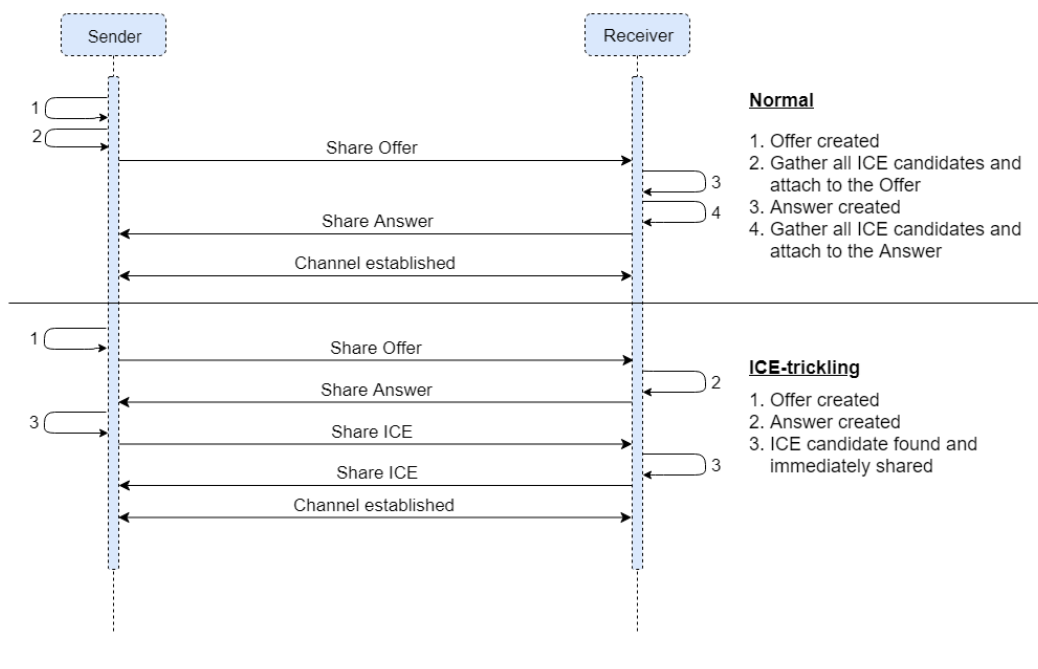 Sender
Receiver
1
2
Share Offer
3
4
Share Answer
Channel established
Normal
1. Offer created
2. Gather all ICE candidates and
attach to the Offer
3. Answer created
4. Gather all ICE candidates and
attach to the Answer
1
Share Offer
2
Share Answer
3
Share ICE
3
Share ICE
Channel established
ICE-trickling
1. Offer created
2. Answer created
3. ICE candidate found and
immediately shared